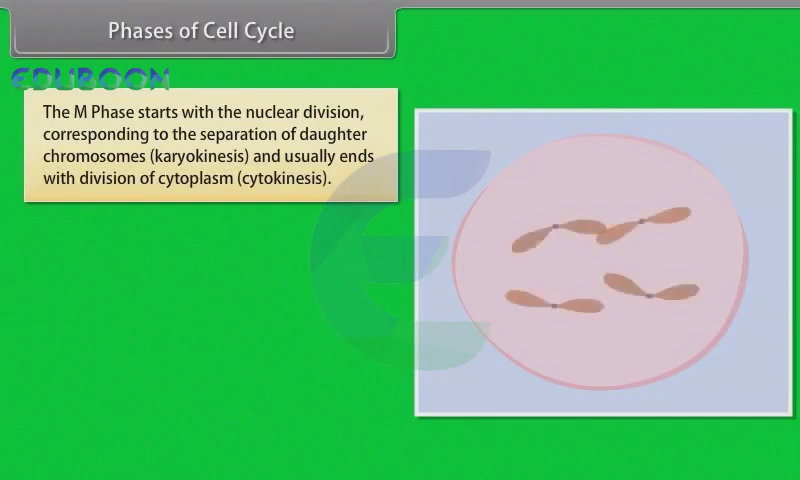 Phases of Cell Cycle
EDUBOON
The M Phase starts with the nuclear division,
corresponding to the separation of daughter
chromosomes (karyokinesis) and usually ends
with division of cytoplasm (cytokinesis).